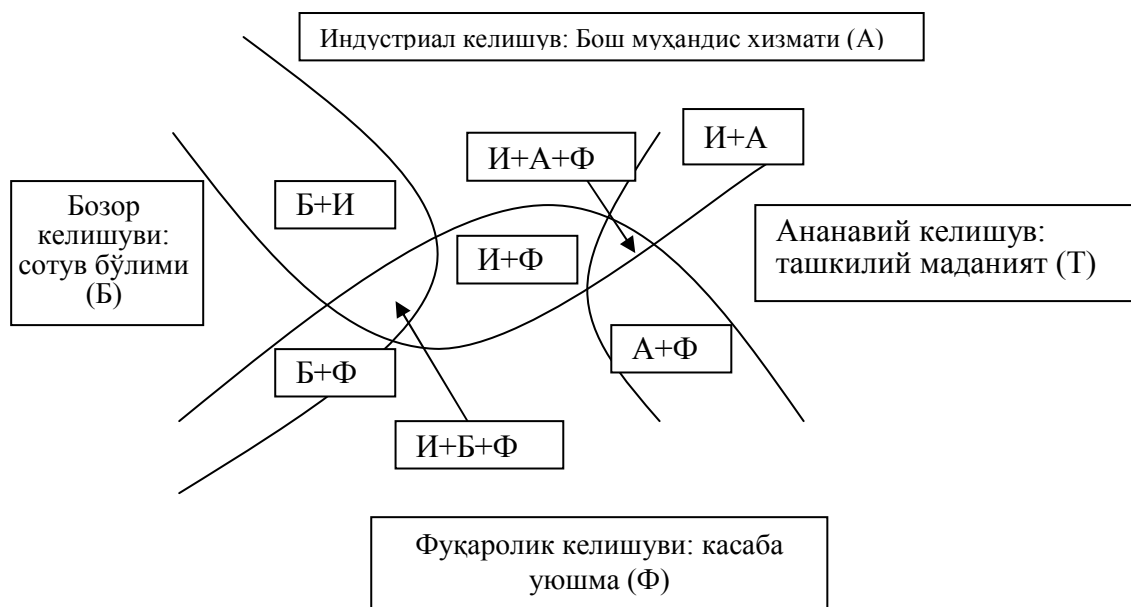 Индустриал келишув: Бош муҳандис хизмати (А)
И+А
И+А+Ф
Б+И
Бозор
келишуви:
сотув бўлими
(Б)
И+Ф
Ананавий келишув:
ташкилий маданият (Т)
А+Ф
Б+Ф
И+Б+Ф
Фуқаролик келишуви: касаба
уюшма (Ф)